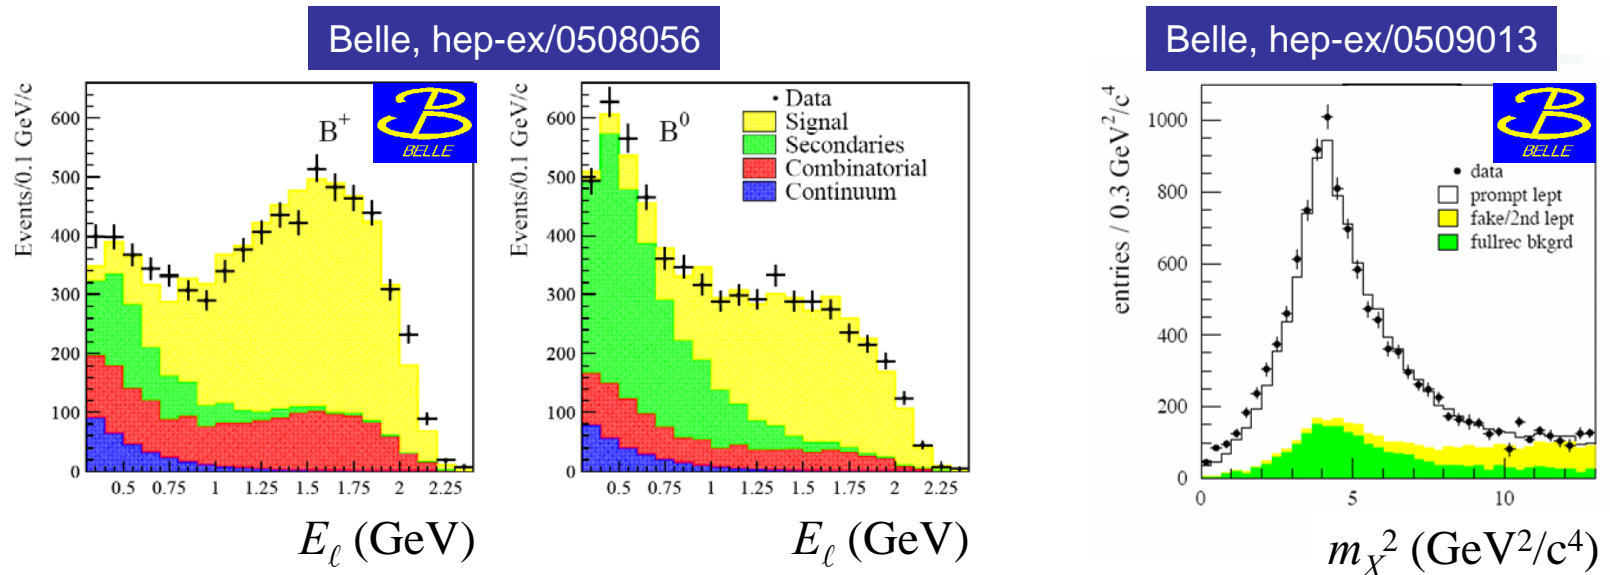 Belle, hep-ex/0508056
Belle, hep-ex/0509013
Events/0.1 GeV/c
600
500
400
300
200
100
0
B⁺
B
BELLE
0.5 0.75 1 1.25 1.5 1.75 2 2.25
E_ℓ (GeV)
Events/0.1 GeV/c
600
500
400
300
200
100
0
B⁰
Data
Signal
Secondaries
Combinatorial
Continuum
0.5 0.75 1 1.25 1.5 1.75 2 2.25
E_ℓ (GeV)
entries / 0.3 GeV²/c⁴
1000
800
600
400
200
0
B
BELLE
data
prompt lept
fake/2nd lept
fullrec bkgrd
0 5 10
m_X² (GeV²/c⁴)